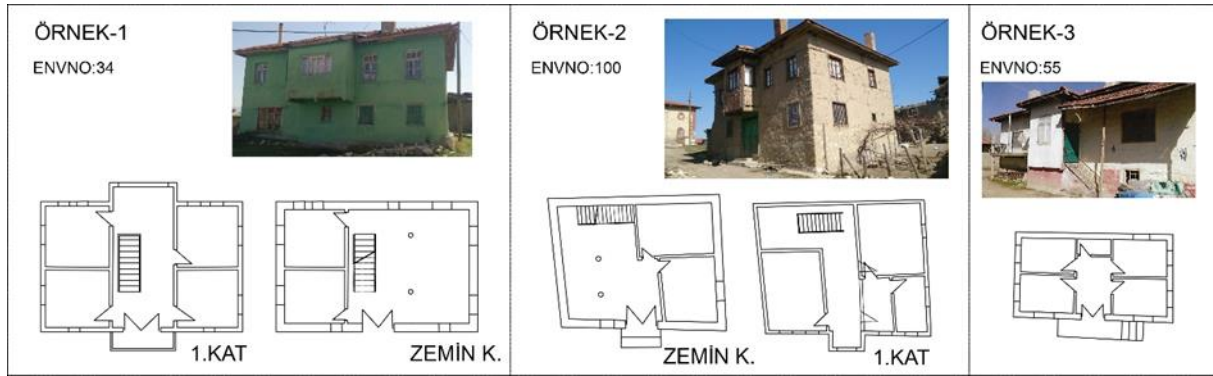 ÖRNEK-1
ENVNO:34
1.KAT
ZEMİN K.
ÖRNEK-2
ENVNO:100
ZEMİN K.
1.KAT
ÖRNEK-3
ENVNO:55